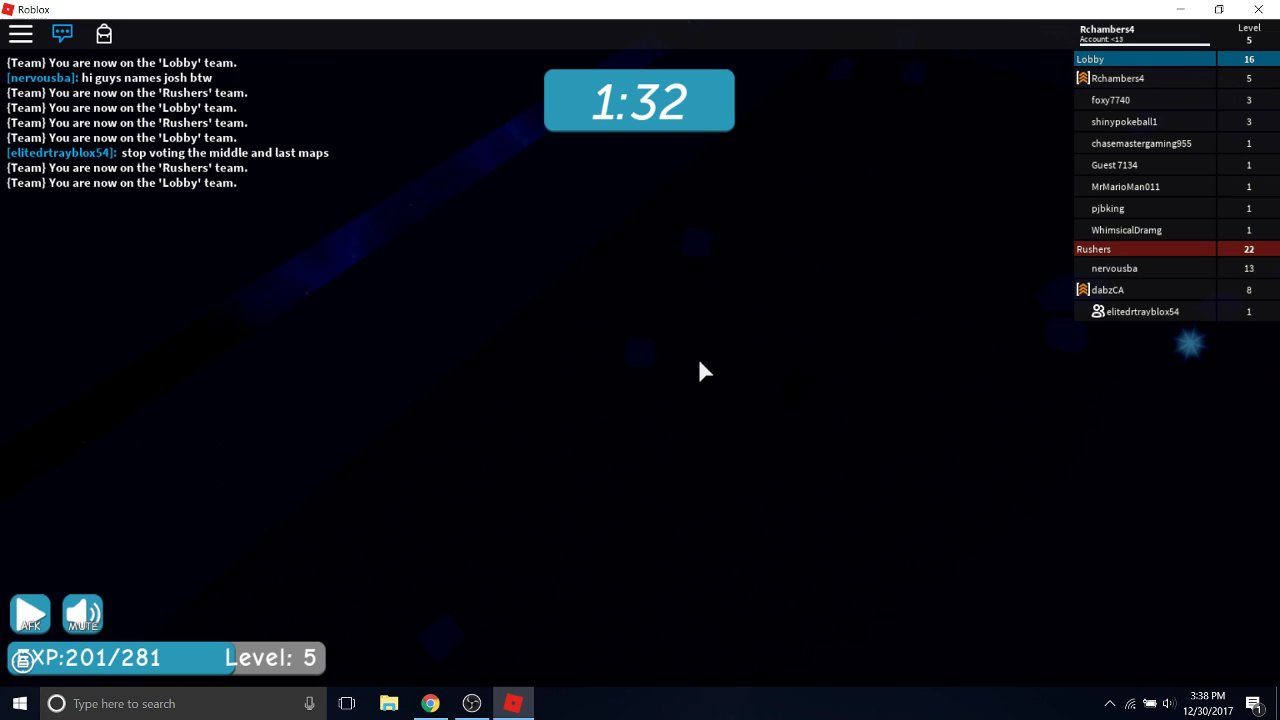 Roblox
{Team} You are now on the 'Lobby' team.
[nervousba]: hi guys names josh btw
{Team} You are now on the 'Rushers' team.
{Team} You are now on the 'Lobby' team.
{Team} You are now on the 'Rushers' team.
{Team} You are now on the 'Lobby' team.
[elitedrtrayblox54]: stop voting the middle and last maps
{Team} You are now on the 'Rushers' team.
{Team} You are now on the 'Lobby' team.
1:32
Rchambers4 Level
Account: <13 5
Lobby 16
Rchambers4 5
foxy7740 3
shinypokeball1 3
chasemastergaming955 1
Guest 7134 1
MrMarioMan011 1
pjbking 1
WhimsicalDramg 1
Rushers 22
nervousba 13
dabzCA 8
elitedrtrayblox54 1
AFK MUTE
EXP:201/281 Level: 5
Type here to search
3:38 PM
12/30/2017
1